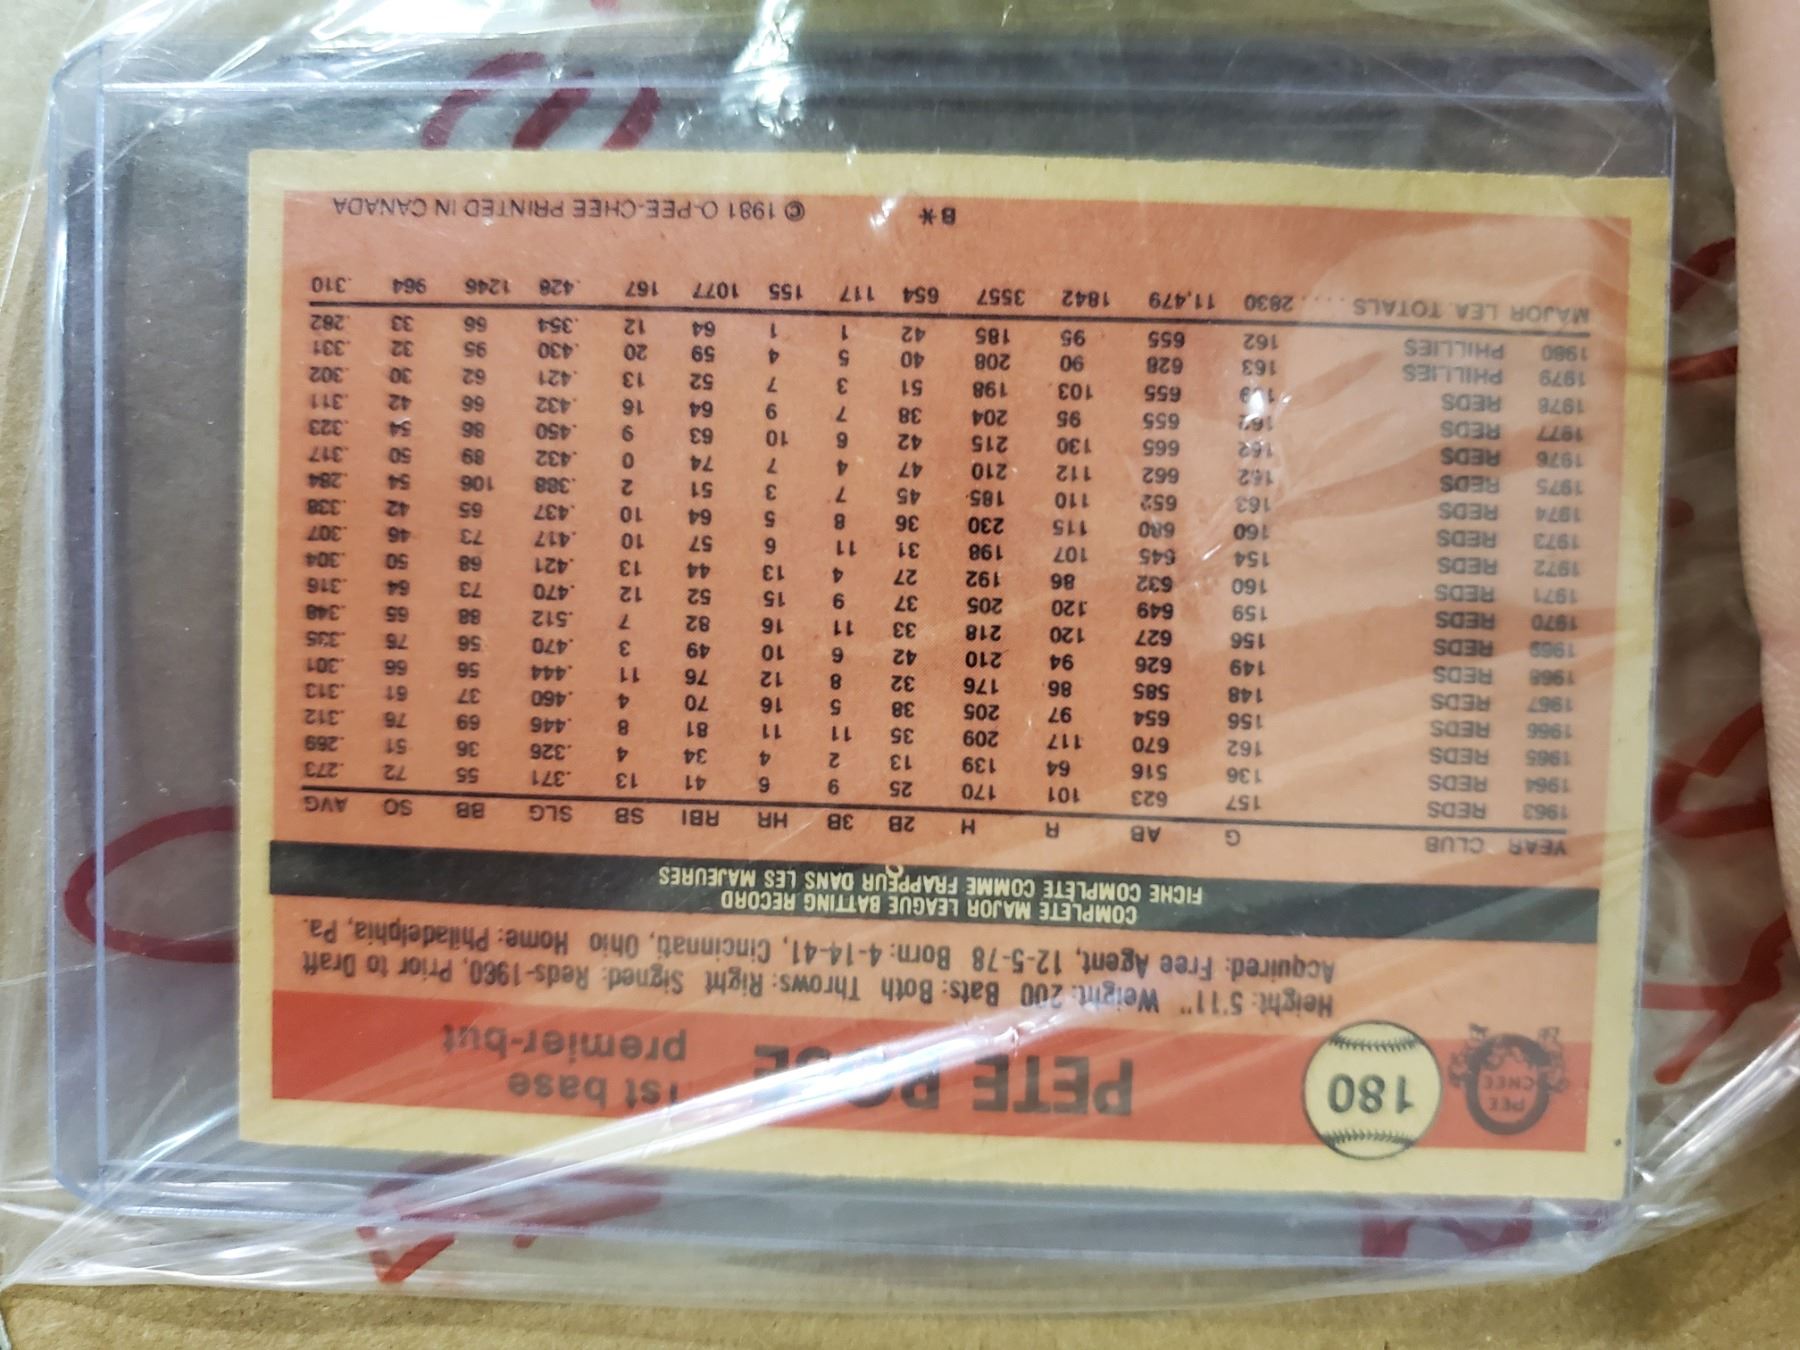 O PEE CHEE
180
PETE ROSE
1st base
premier-but
Height: 5'11" Weight: 200 Bats: Both Throws: Right Signed: Reds-1960, Prior to Draft
Acquired: Free Agent, 12-5-78 Born: 4-14-41, Cincinnati, Ohio Home: Philadelphia, Pa.
COMPLETE MAJOR LEAGUE BATTING RECORD
FICHE COMPLÈTE COMME FRAPPEUR DANS LES MAJEURES
YEAR CLUB G AB R H 2B 3B HR RBI SB SLG BB SO AVG
1963 REDS 157 623 101 170 25 9 6 41 13 .371 55 72 .273
1964 REDS 136 516 64 139 13 2 4 34 4 .326 36 51 .269
1965 REDS 162 670 117 209 35 11 11 81 8 .446 69 76 .312
1966 REDS 156 654 97 205 38 5 16 70 4 .460 37 61 .313
1967 REDS 148 585 86 176 32 8 12 76 11 .444 56 66 .301
1968 REDS 149 626 94 210 42 6 10 49 3 .470 56 76 .335
1969 REDS 156 627 120 218 33 11 16 82 7 .512 88 65 .348
1970 REDS 159 649 120 205 37 9 15 52 12 .470 73 64 .316
1971 REDS 160 632 86 192 27 4 13 44 13 .421 68 50 .304
1972 REDS 154 645 107 198 31 11 6 57 10 .417 73 46 .307
1973 REDS 160 680 115 230 36 8 5 64 10 .437 65 42 .338
1974 REDS 163 652 110 185 45 7 3 51 2 .388 106 54 .284
1975 REDS 162 662 112 210 47 4 7 74 0 .432 89 50 .317
1976 REDS 162 665 130 215 42 6 10 63 9 .450 86 54 .323
1977 REDS 162 655 95 204 38 7 9 64 16 .432 66 42 .311
1978 REDS 159 655 103 198 51 3 7 52 13 .421 62 30 .302
1979 PHILLIES 163 628 90 208 40 5 4 59 20 .430 95 32 .331
1980 PHILLIES 162 655 95 185 42 1 1 64 12 .354 66 33 .282
MAJOR LEA. TOTALS..... 2830 11,479 1842 3557 654 117 155 1077 167 .428 1246 964 .310
B* © 1981 O-PEE-CHEE PRINTED IN CANADA